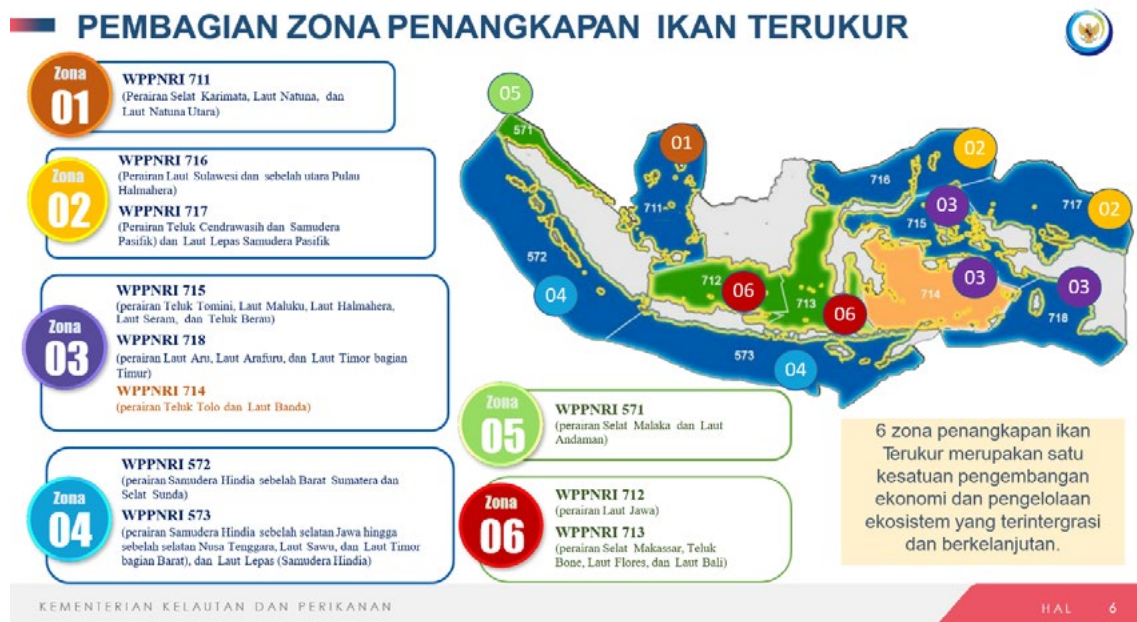 PEMBAGIAN ZONA PENANGKAPAN IKAN TERUKUR
Zona
01
WPPNRI 711
(Perairan Selat Karimata, Laut Natuna, dan
Laut Natuna Utara)
Zona
02
WPPNRI 716
(Perairan Laut Sulawesi dan sebelah utara Pulau
Halmahera)
WPPNRI 717
(Perairan Teluk Cendrawasih dan Samudera
Pasifik) dan Laut Lepas Samudera Pasifik
Zona
03
WPPNRI 715
(perairan Teluk Tomini, Laut Maluku, Laut Halmahera,
Laut Seram, dan Teluk Berau)
WPPNRI 718
(perairan Laut Aru, Laut Arafuru, dan Laut Timor bagian
Timur)
WPPNRI 714
(perairan Teluk Tolo dan Laut Banda)
Zona
04
WPPNRI 572
(perairan Samudera Hindia sebelah Barat Sumatera dan
Selat Sunda)
WPPNRI 573
(perairan Samudera Hindia sebelah selatan Jawa hingga
sebelah selatan Nusa Tenggara, Laut Sawu, dan Laut Timor
bagian Barat), dan Laut Lepas (Samudera Hindia)
05
571
01
02
716
711
03
717
02
715
572
712
06
03
03
04
713
06
714
718
573
04
Zona
05
WPPNRI 571
(perairan Selat Malaka dan Laut
Andaman)
Zona
06
WPPNRI 712
(perairan Laut Jawa)
WPPNRI 713
(perairan Selat Makassar, Teluk
Bone, Laut Flores, dan Laut Bali)
6 zona penangkapan ikan
Terukur merupakan satu
kesatuan pengembangan
ekonomi dan pengelolaan
ekosistem yang terintergrasi
dan berkelanjutan.
KEMENTERIAN KELAUTAN DAN PERIKANAN
HAL 6